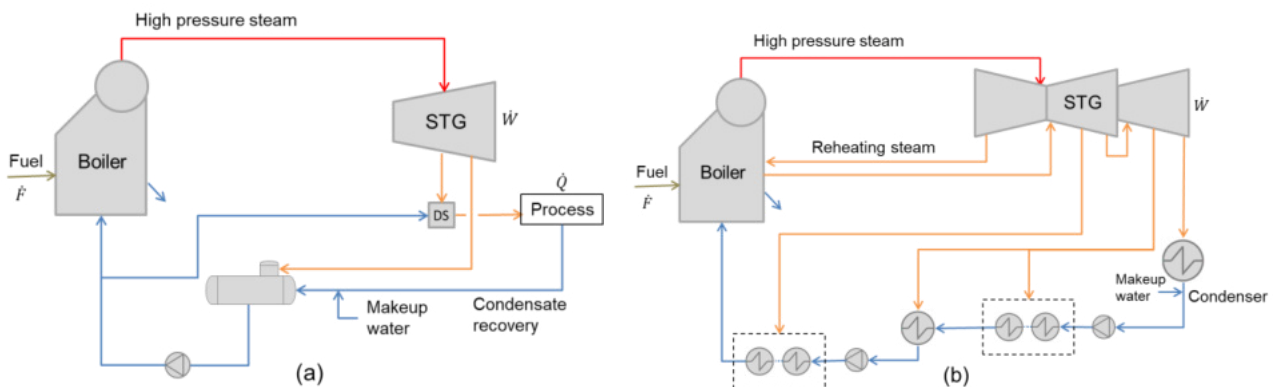 High pressure steam
STG
Ẇ
Fuel
Ḟ
Boiler
Q̇
DS
Process
Makeup
water
Condensate
recovery
(a)
High pressure steam
STG
Ẇ
Reheating steam
Fuel
Ḟ
Boiler
Makeup
water
Condenser
(b)